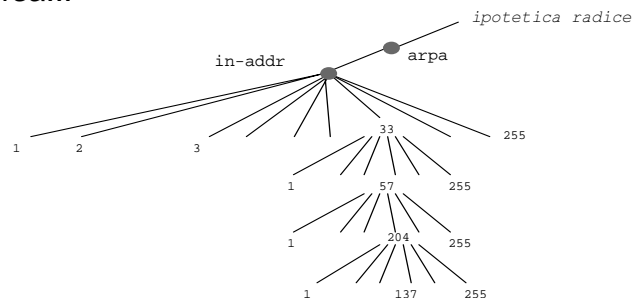 ipotetica radice
in-addr
arpa
1 2 3 33 255
1 57 255
1 204 255
1 137 255